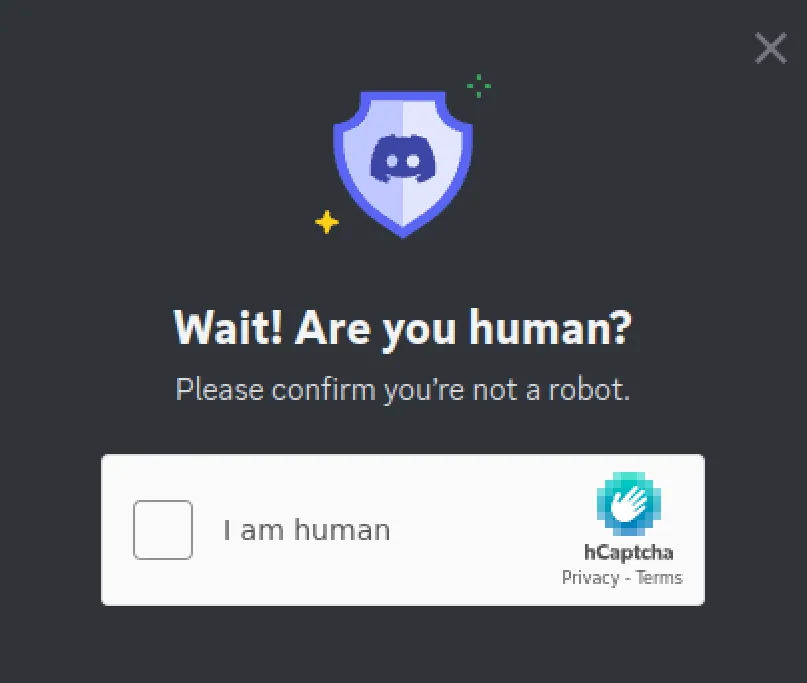 Wait! Are you human?
Please confirm you're not a robot.
I am human
hCaptcha
Privacy - Terms